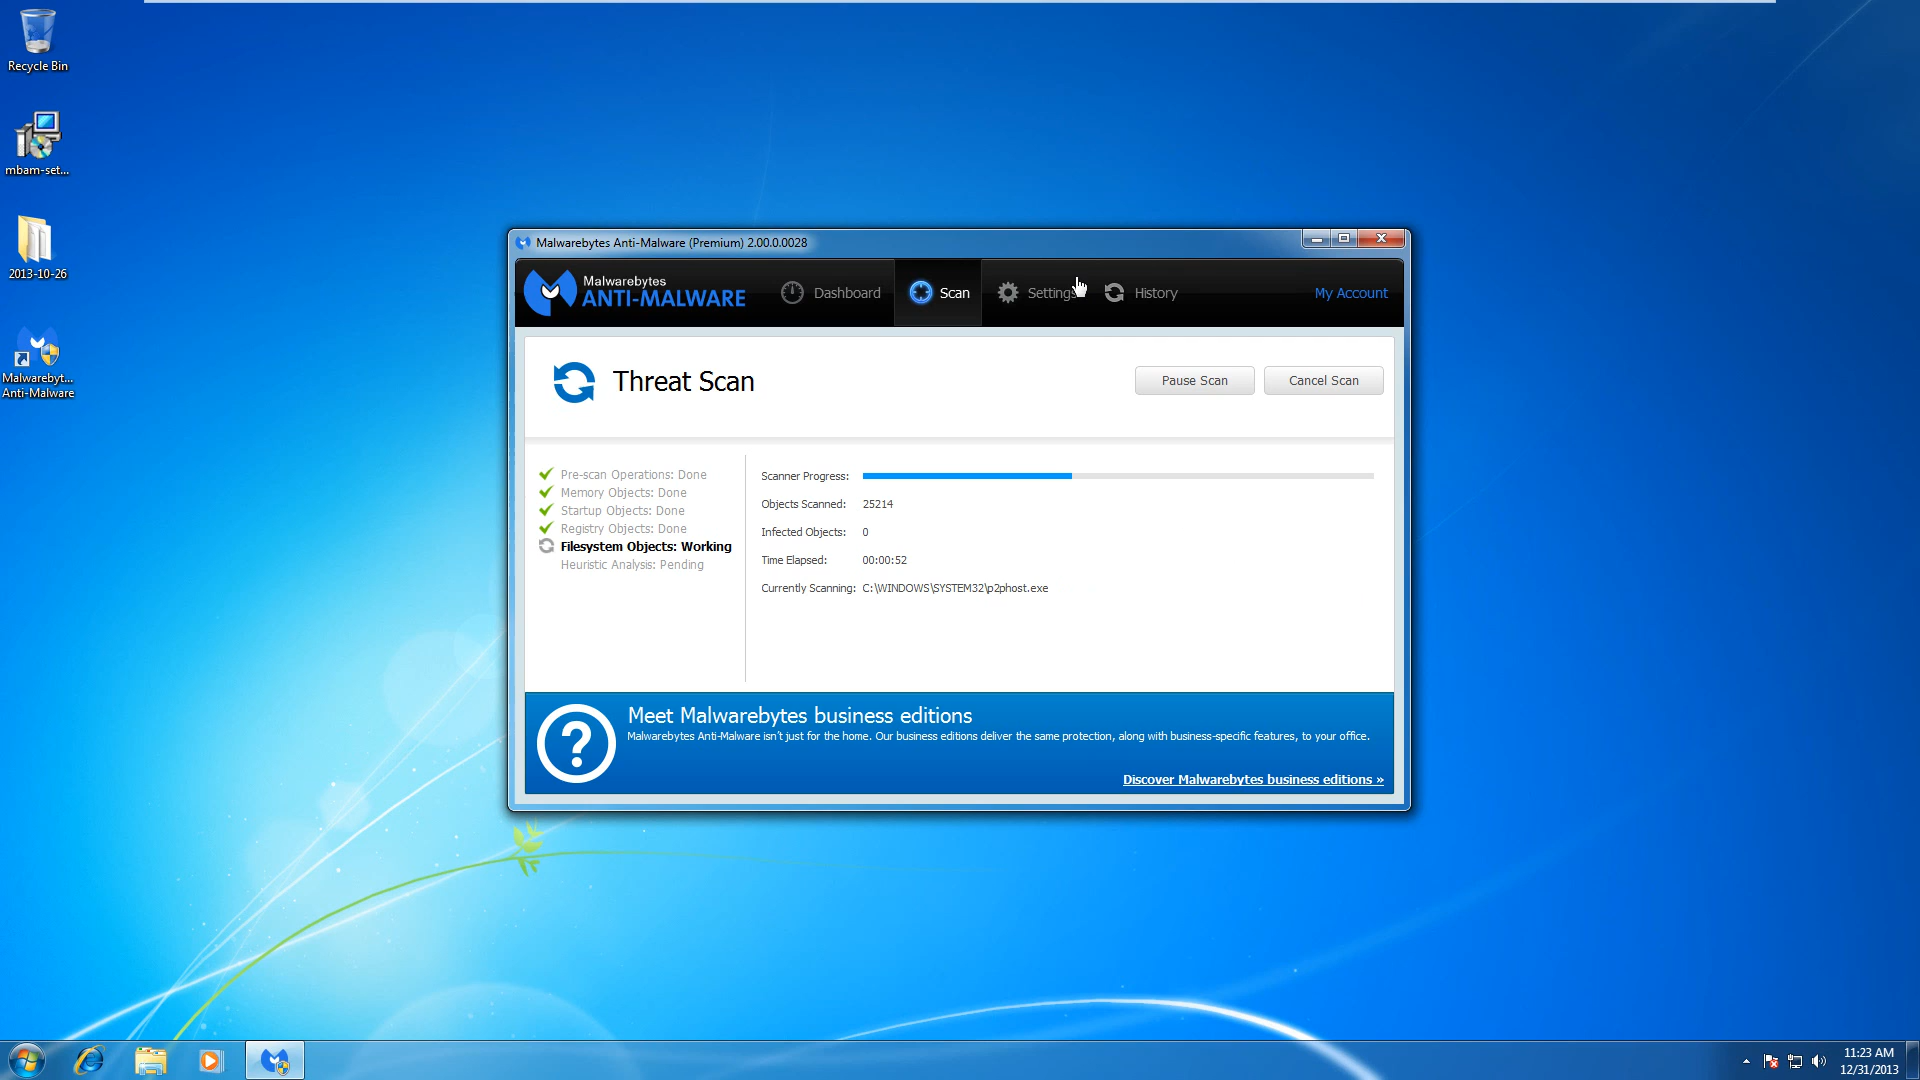 Recycle Bin
mbam-set...
2013-10-26
Malwarebyt...
Anti-Malware
Malwarebytes Anti-Malware (Premium) 2.00.0.0028
Malwarebytes
ANTI-MALWARE
Dashboard
Scan
Settings
History
My Account
Threat Scan
Pause Scan
Cancel Scan
Pre-scan Operations: Done
Memory Objects: Done
Startup Objects: Done
Registry Objects: Done
Filesystem Objects: Working
Heuristic Analysis: Pending
Scanner Progress:
Objects Scanned: 25214
Infected Objects: 0
Time Elapsed: 00:00:52
Currently Scanning: C:\WINDOWS\SYSTEM32\p2phost.exe
Meet Malwarebytes business editions
Malwarebytes Anti-Malware isn't just for the home. Our business editions deliver the same protection, along with business-specific features, to your office.
Discover Malwarebytes business editions »
11:23 AM
12/31/2013